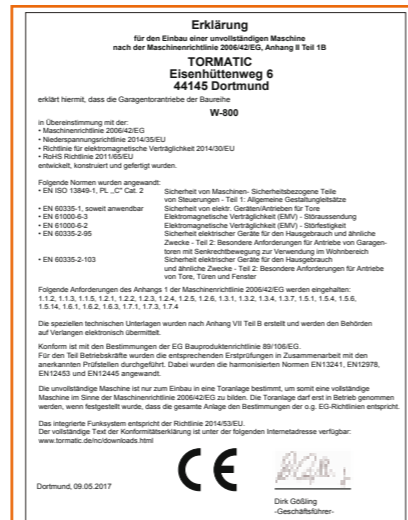 Erklärung
für den Einbau einer unvollständigen Maschine
nach der Maschinenrichtlinie 2006/42/EG, Anhang II Teil 1B
TORMATIC
Eisenhüttenweg 6
44145 Dortmund
erklärt hiermit, dass die Garagentorantriebe der Baureihe
W-800
in Übereinstimmung mit der:
• Maschinenrichtlinie 2006/42/EG
• Niederspannungsrichtlinie 2014/35/EU
• Richtlinie für elektromagnetische Verträglichkeit 2014/30/EU
• RoHS Richtlinie 2011/65/EU
entwickelt, konstruiert und gefertigt wurden.
Folgende Normen wurden angewandt:
• EN ISO 13849-1, PL „C" Cat. 2 Sicherheit von Maschinen- Sicherheitsbezogene Teile
von Steuerungen - Teil 1: Allgemeine Gestaltungleitsätze
• EN 60335-1, soweit anwendbar Sicherheit von elektr. Geräten/Antrieben für Tore
• EN 61000-6-3 Elektromagnetische Verträglichkeit (EMV) - Störaussendung
• EN 61000-6-2 Elektromagnetische Verträglichkeit (EMV) - Störfestigkeit
• EN 60335-2-95 Sicherheit elektrischer Geräte für den Hausgebrauch und ähnliche
Zwecke - Teil 2: Besondere Anforderungen für Antriebe von Garagen-
toren mit Senkrechtbewegung zur Verwendung im Wohnbereich
• EN 60335-2-103 Sicherheit elektrischer Geräte für den Hausgebrauch
und ähnliche Zwecke - Teil 2: Besondere Anforderungen für Antriebe
von Tore, Türen und Fenster
Folgende Anforderungen des Anhangs 1 der Maschinenrichtlinie 2006/42/EG werden eingehalten:
1.1.2, 1.1.3, 1.1.5, 1.2.1, 1.2.2, 1.2.3, 1.2.4, 1.2.5, 1.2.6, 1.3.1, 1.3.2, 1.3.4, 1.3.7, 1.5.1, 1.5.4, 1.5.6,
1.5.14, 1.6.1, 1.6.2, 1.6.3, 1.7.1, 1.7.3, 1.7.4
Die speziellen technischen Unterlagen wurden nach Anhang VII Teil B erstellt und werden den Behörden
auf Verlangen elektronisch übermittelt.
Konform ist mit den Bestimmungen der EG Bauproduktenrichtlinie 89/106/EG.
Für den Teil Betriebskräfte wurden die entsprechenden Erstprüfungen in Zusammenarbeit mit den
anerkannten Prüfstellen durchgeführt. Dabei wurden die harmonisierten Normen EN13241, EN12978,
EN12453 und EN12445 angewandt.
Die unvollständige Maschine ist nur zum Einbau in eine Toranlage bestimmt, um somit eine vollständige
Maschine im Sinne der Maschinenrichtlinie 2006/42/EG zu bilden. Die Toranlage darf erst in Betrieb genommen
werden, wenn festgestellt wurde, dass die gesamte Anlage den Bestimmungen der o.g. EG-Richtlinien entspricht.
Das integrierte Funksystem entspricht der Richtlinie 2014/53/EU.
Der vollständige Text der Konformitätserklärung ist unter der folgenden Internetadresse verfügbar:
www.tormatic.de/nc/downloads.html
CE
Dortmund, 09.05.2017
Dirk Gößling
-Geschäftsführer-